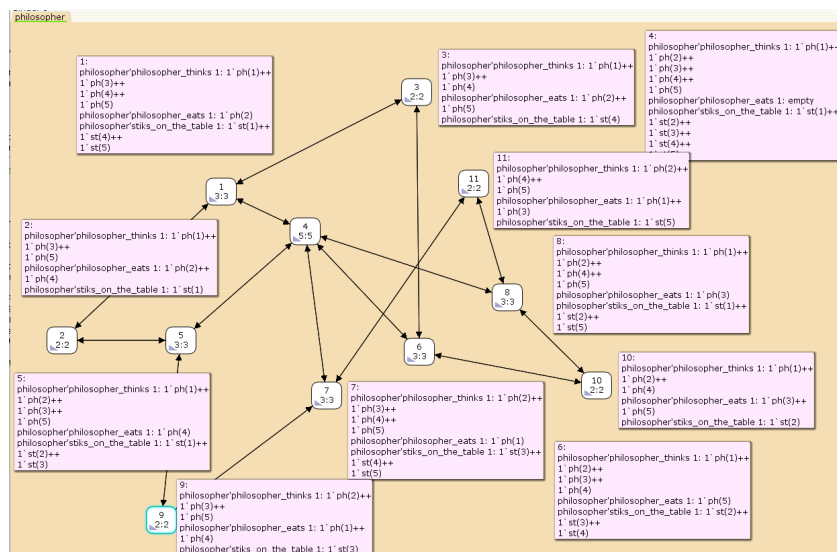 philosopher
1:
philosopher'philosopher_thinks 1: 1`ph(1)++
1`ph(3)++
1`ph(4)++
1`ph(5)
philosopher'philosopher_eats 1: 1`ph(2)
philosopher'stiks_on_the_table 1: 1`st(1)++
1`st(4)++
1`st(5)
3:
philosopher'philosopher_thinks 1: 1`ph(1)++
1`ph(3)++
1`ph(4)
philosopher'philosopher_eats 1: 1`ph(2)++
1`ph(5)
philosopher'stiks_on_the_table 1: 1`st(4)
4:
philosopher'philosopher_thinks 1: 1`ph(1)++
1`ph(2)++
1`ph(3)++
1`ph(4)++
1`ph(5)
philosopher'philosopher_eats 1: empty
philosopher'stiks_on_the_table 1: 1`st(1)++
1`st(2)++
1`st(3)++
1`st(4)++
3
2:2
11:
philosopher'philosopher_thinks 1: 1`ph(2)++
1`ph(4)++
1`ph(5)
philosopher'philosopher_eats 1: 1`ph(1)++
1`ph(3)
philosopher'stiks_on_the_table 1: 1`st(5)
11
2:2
1
3:3
4
5:5
2:
philosopher'philosopher_thinks 1: 1`ph(1)++
1`ph(3)++
1`ph(5)
philosopher'philosopher_eats 1: 1`ph(2)++
1`ph(4)
philosopher'stiks_on_the_table 1: 1`st(1)
8:
philosopher'philosopher_thinks 1: 1`ph(1)++
1`ph(2)++
1`ph(4)++
1`ph(5)
philosopher'philosopher_eats 1: 1`ph(3)
philosopher'stiks_on_the_table 1: 1`st(1)++
1`st(2)++
1`st(5)
8
3:3
2
2:2
5
3:3
6
3:3
10
2:2
7
3:3
10:
philosopher'philosopher_thinks 1: 1`ph(1)++
1`ph(2)++
1`ph(4)
philosopher'philosopher_eats 1: 1`ph(3)++
1`ph(5)
philosopher'stiks_on_the_table 1: 1`st(2)
5:
philosopher'philosopher_thinks 1: 1`ph(1)++
1`ph(2)++
1`ph(3)++
1`ph(5)
philosopher'philosopher_eats 1: 1`ph(4)
philosopher'stiks_on_the_table 1: 1`st(1)++
1`st(2)++
1`st(3)
7:
philosopher'philosopher_thinks 1: 1`ph(2)++
1`ph(3)++
1`ph(4)++
1`ph(5)
philosopher'philosopher_eats 1: 1`ph(1)
philosopher'stiks_on_the_table 1: 1`st(3)++
1`st(4)++
1`st(5)
6:
philosopher'philosopher_thinks 1: 1`ph(1)++
1`ph(2)++
1`ph(3)++
1`ph(4)
philosopher'philosopher_eats 1: 1`ph(5)
philosopher'stiks_on_the_table 1: 1`st(2)++
1`st(3)++
1`st(4)
9
2:2
9:
philosopher'philosopher_thinks 1: 1`ph(2)++
1`ph(3)++
1`ph(5)
philosopher'philosopher_eats 1: 1`ph(1)++
1`ph(4)
philosopher'stiks_on_the_table 1: 1`st(3)